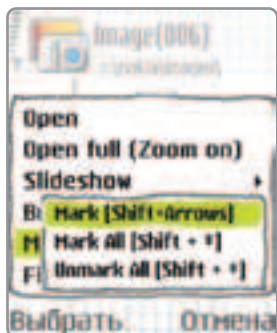 Image(006)
Open
Open full (Zoom on)
Slideshow
Mark [Shift+Arrows]
Mark All [Shift + *]
Unmark All [Shift + *]
Выбрать
Отмена